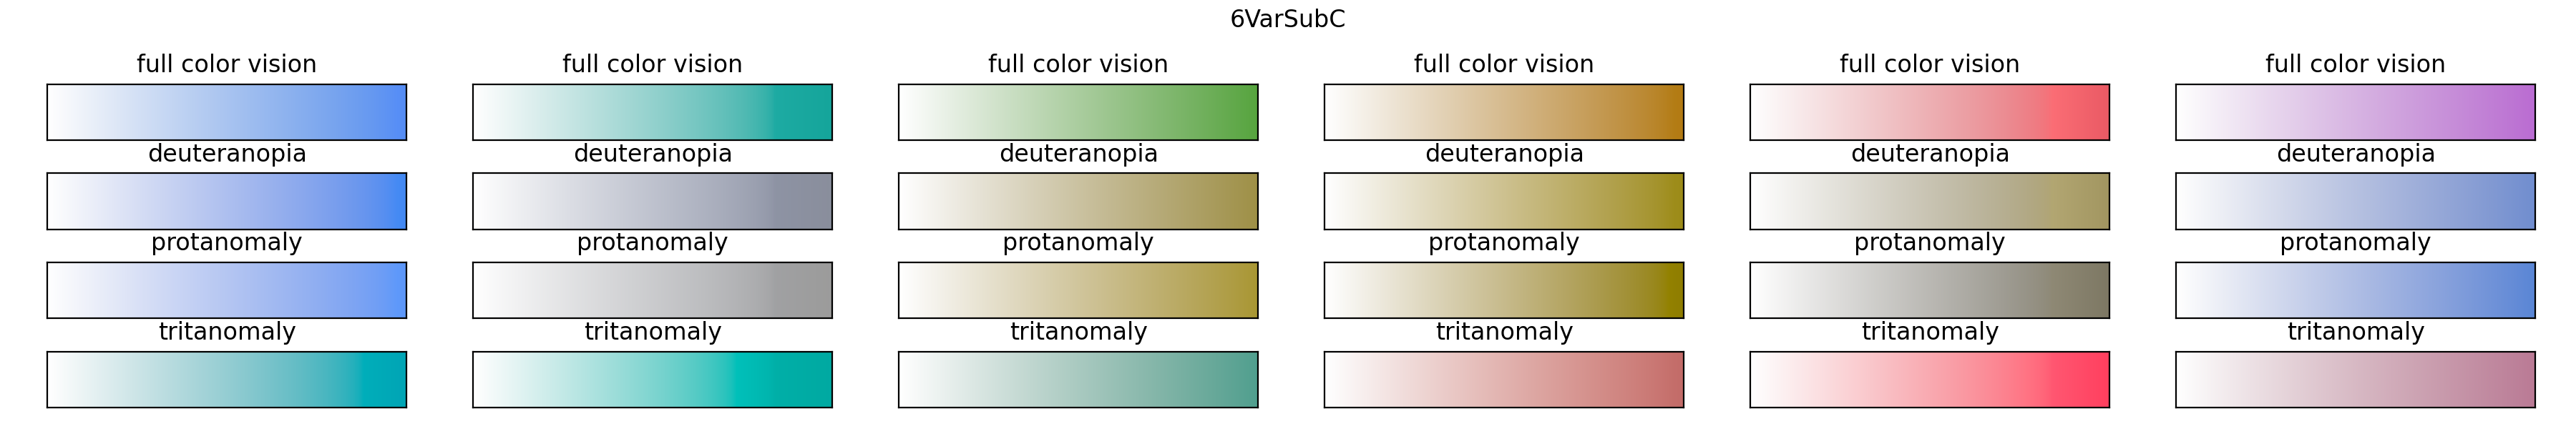 6VarSubC
full color vision full color vision full color vision full color vision full color vision full color vision
deuteranopia deuteranopia deuteranopia deuteranopia deuteranopia deuteranopia
protanomaly protanomaly protanomaly protanomaly protanomaly protanomaly
tritanomaly tritanomaly tritanomaly tritanomaly tritanomaly tritanomaly